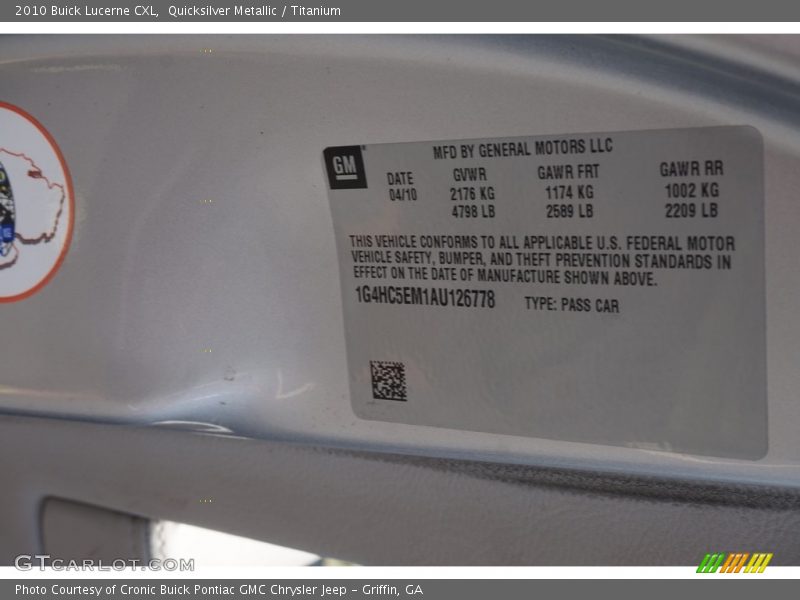 2010 Buick Lucerne CXL,  Quicksilver Metallic / Titanium
GM
MFD BY GENERAL MOTORS LLC
DATE GVWR GAWR FRT GAWR RR
04/10 2176 KG 1174 KG 1002 KG
4798 LB 2589 LB 2209 LB
THIS VEHICLE CONFORMS TO ALL APPLICABLE U.S. FEDERAL MOTOR
VEHICLE SAFETY, BUMPER, AND THEFT PREVENTION STANDARDS IN
EFFECT ON THE DATE OF MANUFACTURE SHOWN ABOVE.
1G4HC5EM1AU126778 TYPE: PASS CAR
GTCARLOT.COM
Photo Courtesy of Cronic Buick Pontiac GMC Chrysler Jeep - Griffin, GA